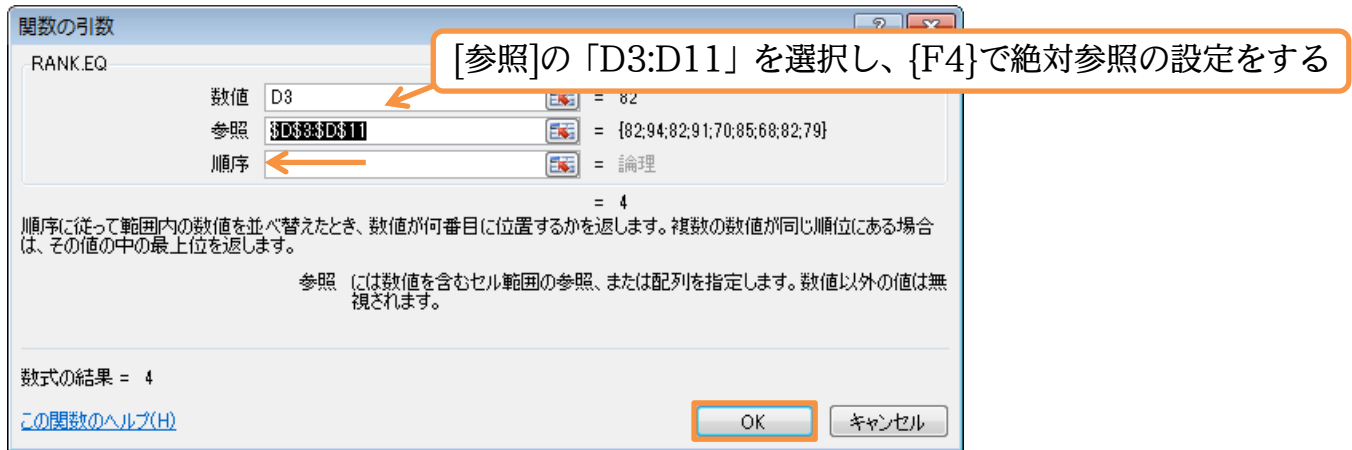 関数の引数
[参照]の「D3:D11」を選択し、{F4}で絶対参照の設定をする
RANK.EQ
数値 D3 = 82
参照 $D$3:$D$11 = {82;94;82;91;70;85;68;82;79}
順序 = 論理
= 4
順序に従って範囲内の数値を並べ替えたとき、数値が何番目に位置するかを返します。複数の数値が同じ順位にある場合
は、その値の中の最上位を返します。
参照 には数値を含むセル範囲の参照、または配列を指定します。数値以外の値は無
視されます。
数式の結果 = 4
この関数のヘルプ(H)
OK
キャンセル